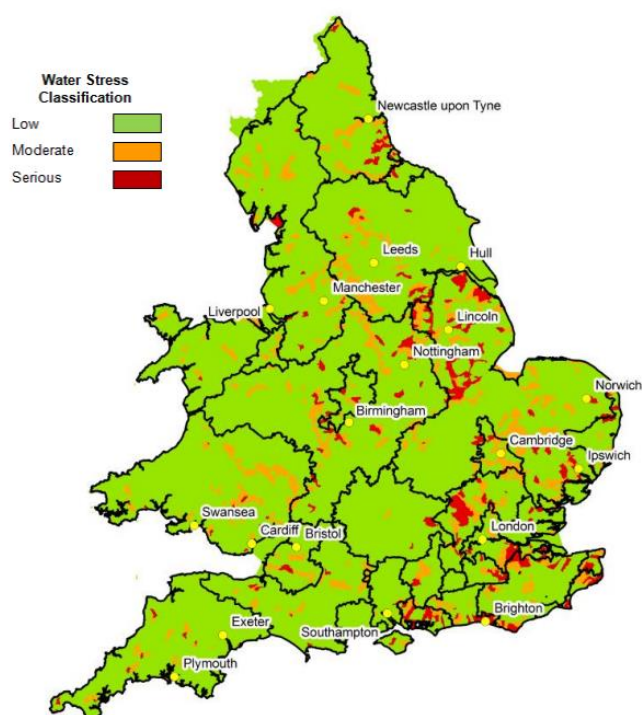 Water Stress
Classification
Low
Moderate
Serious
Newcastle upon Tyne
Leeds
Hull
Manchester
Liverpool
Lincoln
Nottingham
Norwich
Birmingham
Cambridge
Ipswich
Swansea
Cardiff
Bristol
London
Exeter
Southampton
Brighton
Plymouth